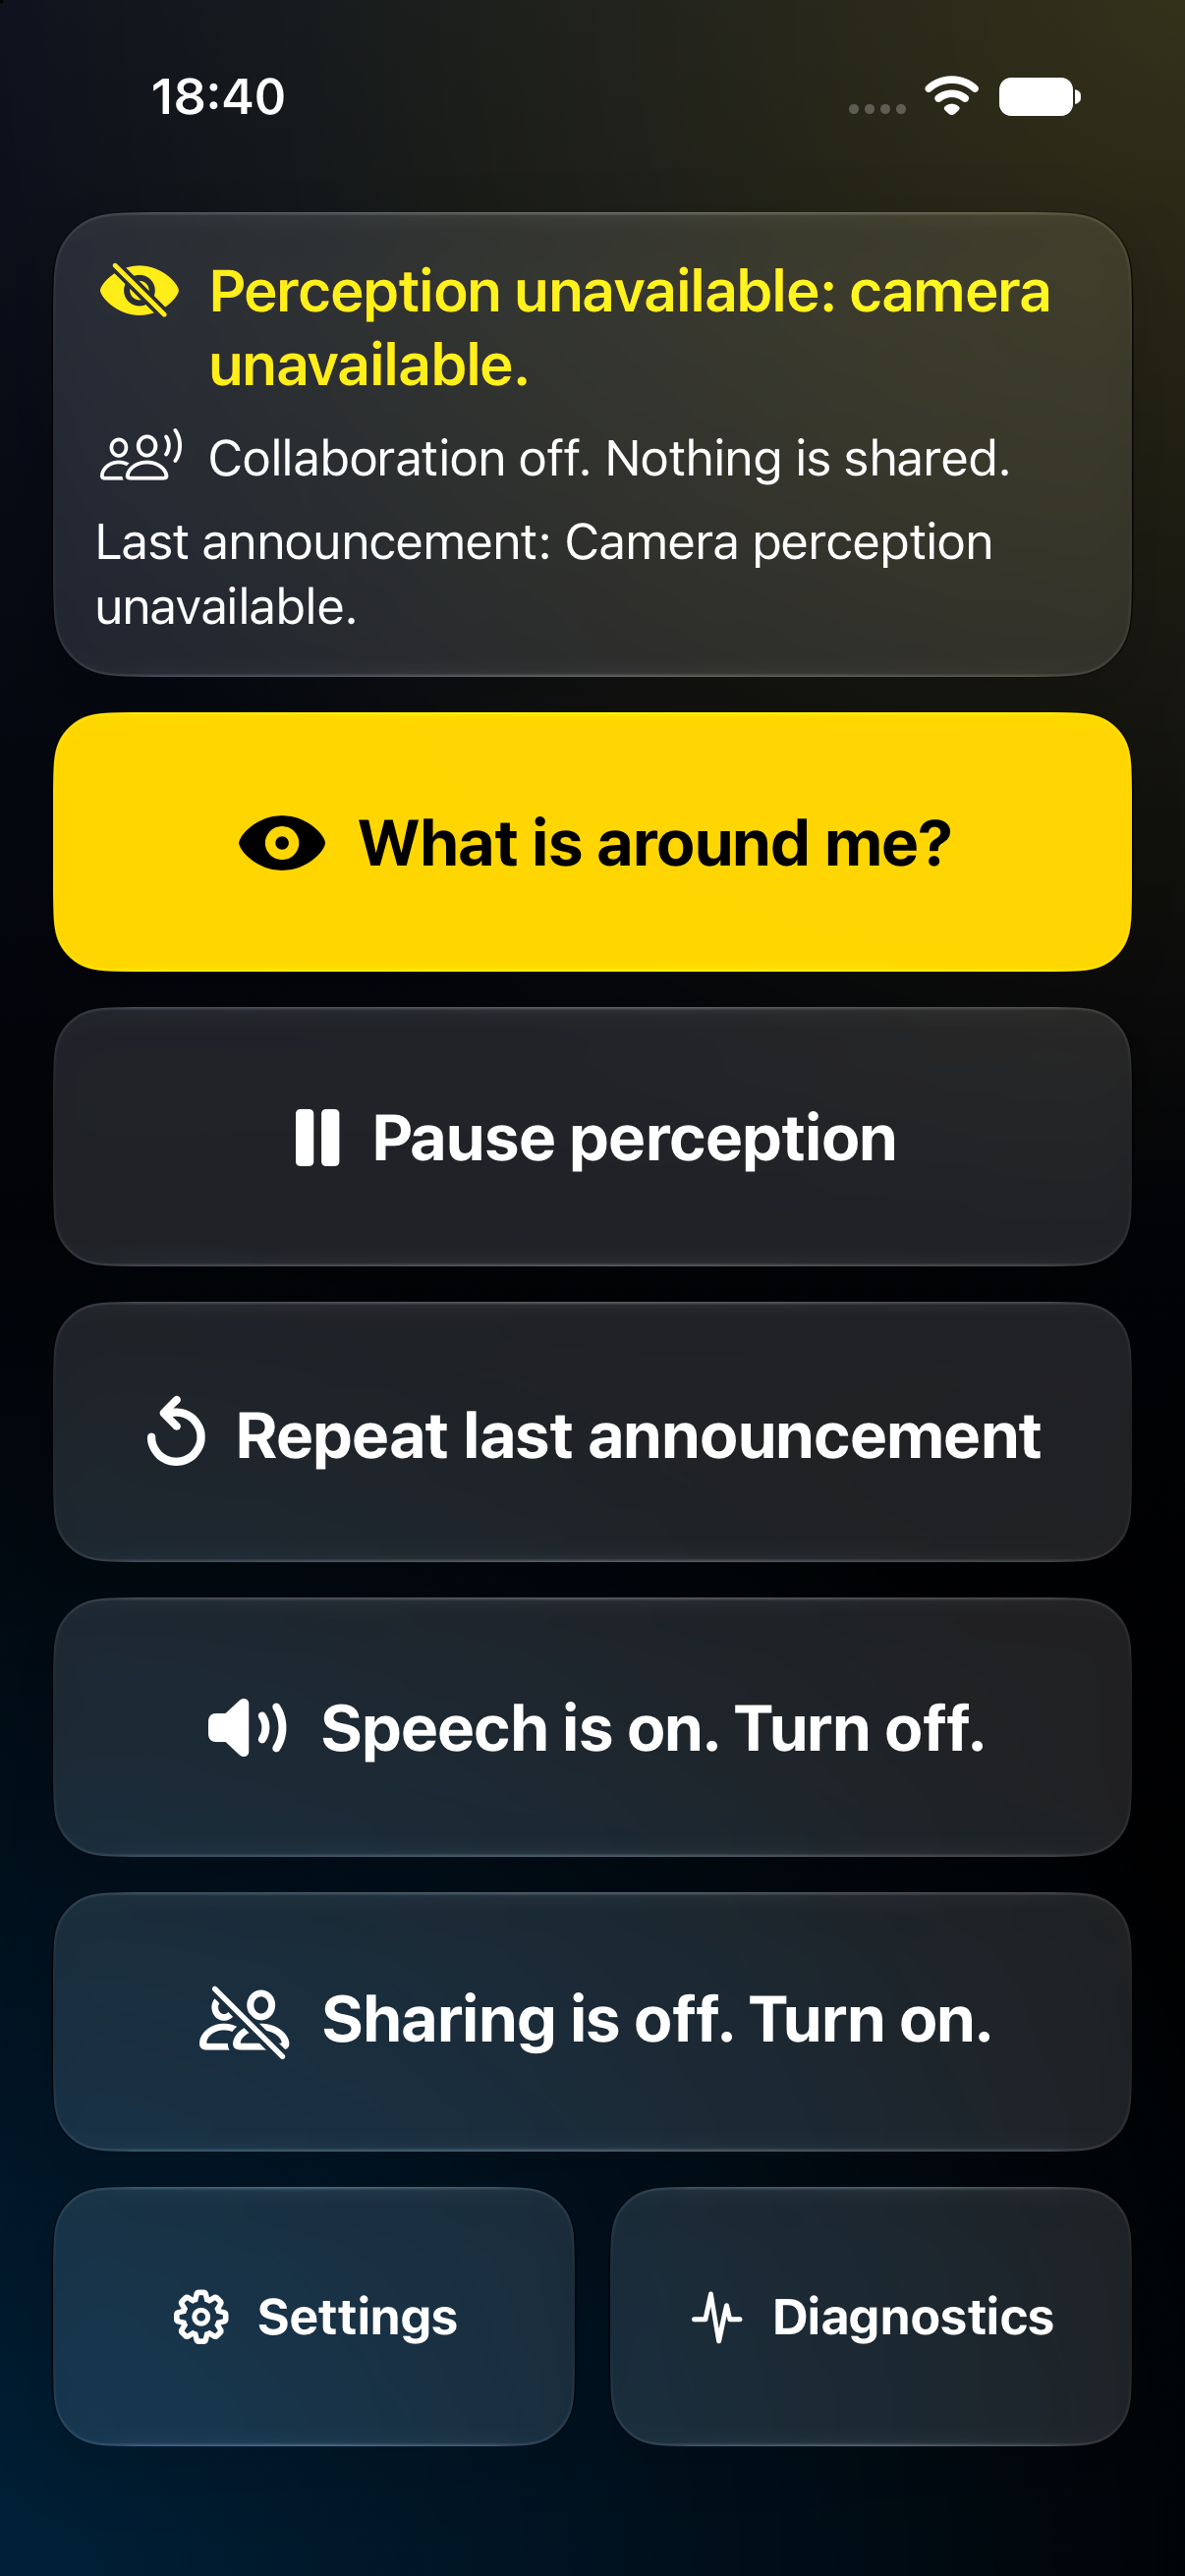 18:40
Perception unavailable: camera
unavailable.
Collaboration off. Nothing is shared.
Last announcement: Camera perception
unavailable.
What is around me?
Pause perception
Repeat last announcement
Speech is on. Turn off.
Sharing is off. Turn on.
Settings
Diagnostics